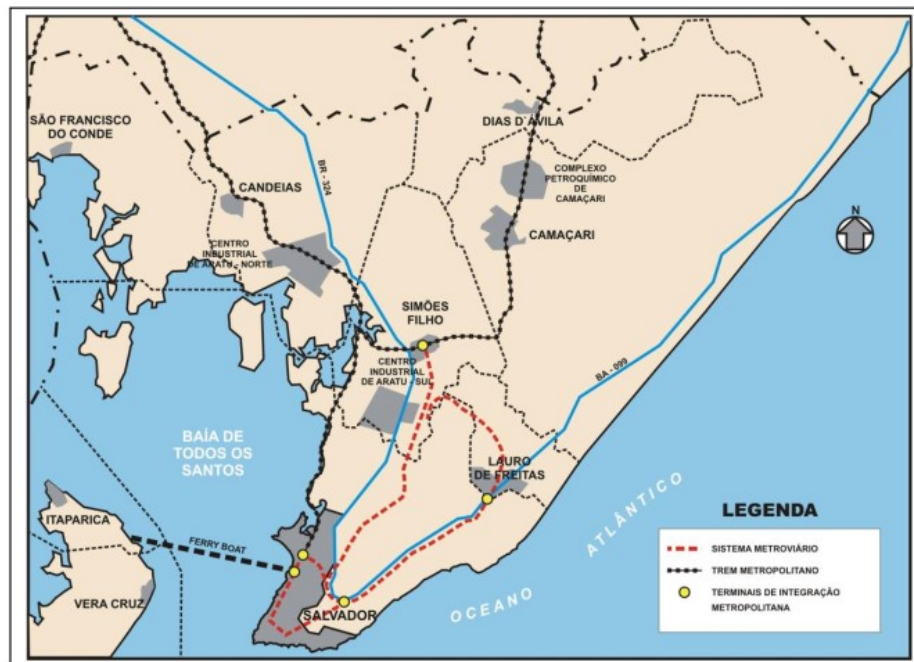 SÃO FRANCISCO
DO CONDE
CANDEIAS
CENTRO
INDUSTRIAL
DE ARATU - NORTE
BR - 324
DIAS D`ÁVILA
COMPLEXO
PETROQUÍMICO
DE
CAMAÇARI
CAMAÇARI
N
SIMÕES
FILHO
CENTRO
INDUSTRIAL
DE ARATU - SUL
BA - 099
BAÍA DE
TODOS OS
SANTOS
LAURO
DE FREITAS
ITAPARICA
FERRY BOAT
VERA CRUZ
SALVADOR
OCEANO ATLÂNTICO
LEGENDA
SISTEMA METROVIÁRIO
TREM METROPOLITANO
TERMINAIS DE INTEGRAÇÃO
METROPOLITANA